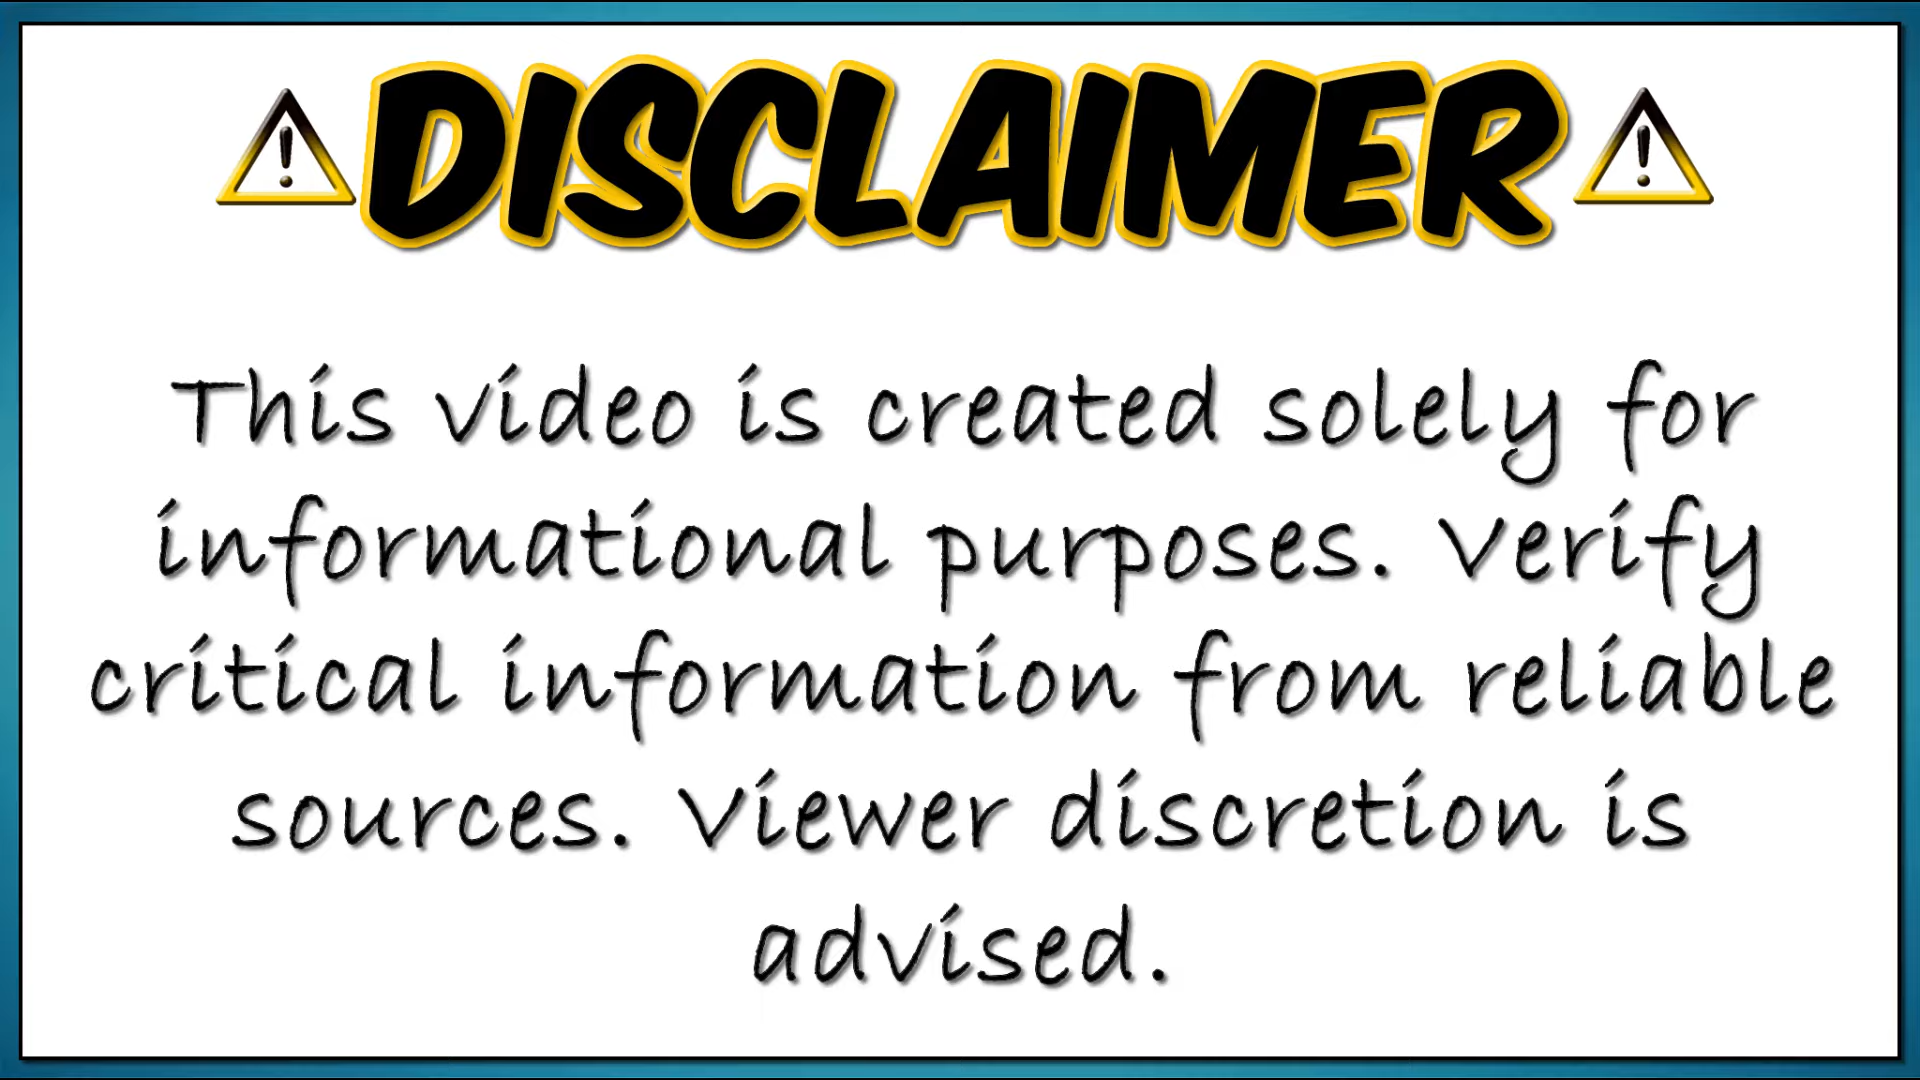 DISCLAIMER
This video is created solely for
informational purposes. Verify
critical information from reliable
sources. Viewer discretion is
advised.